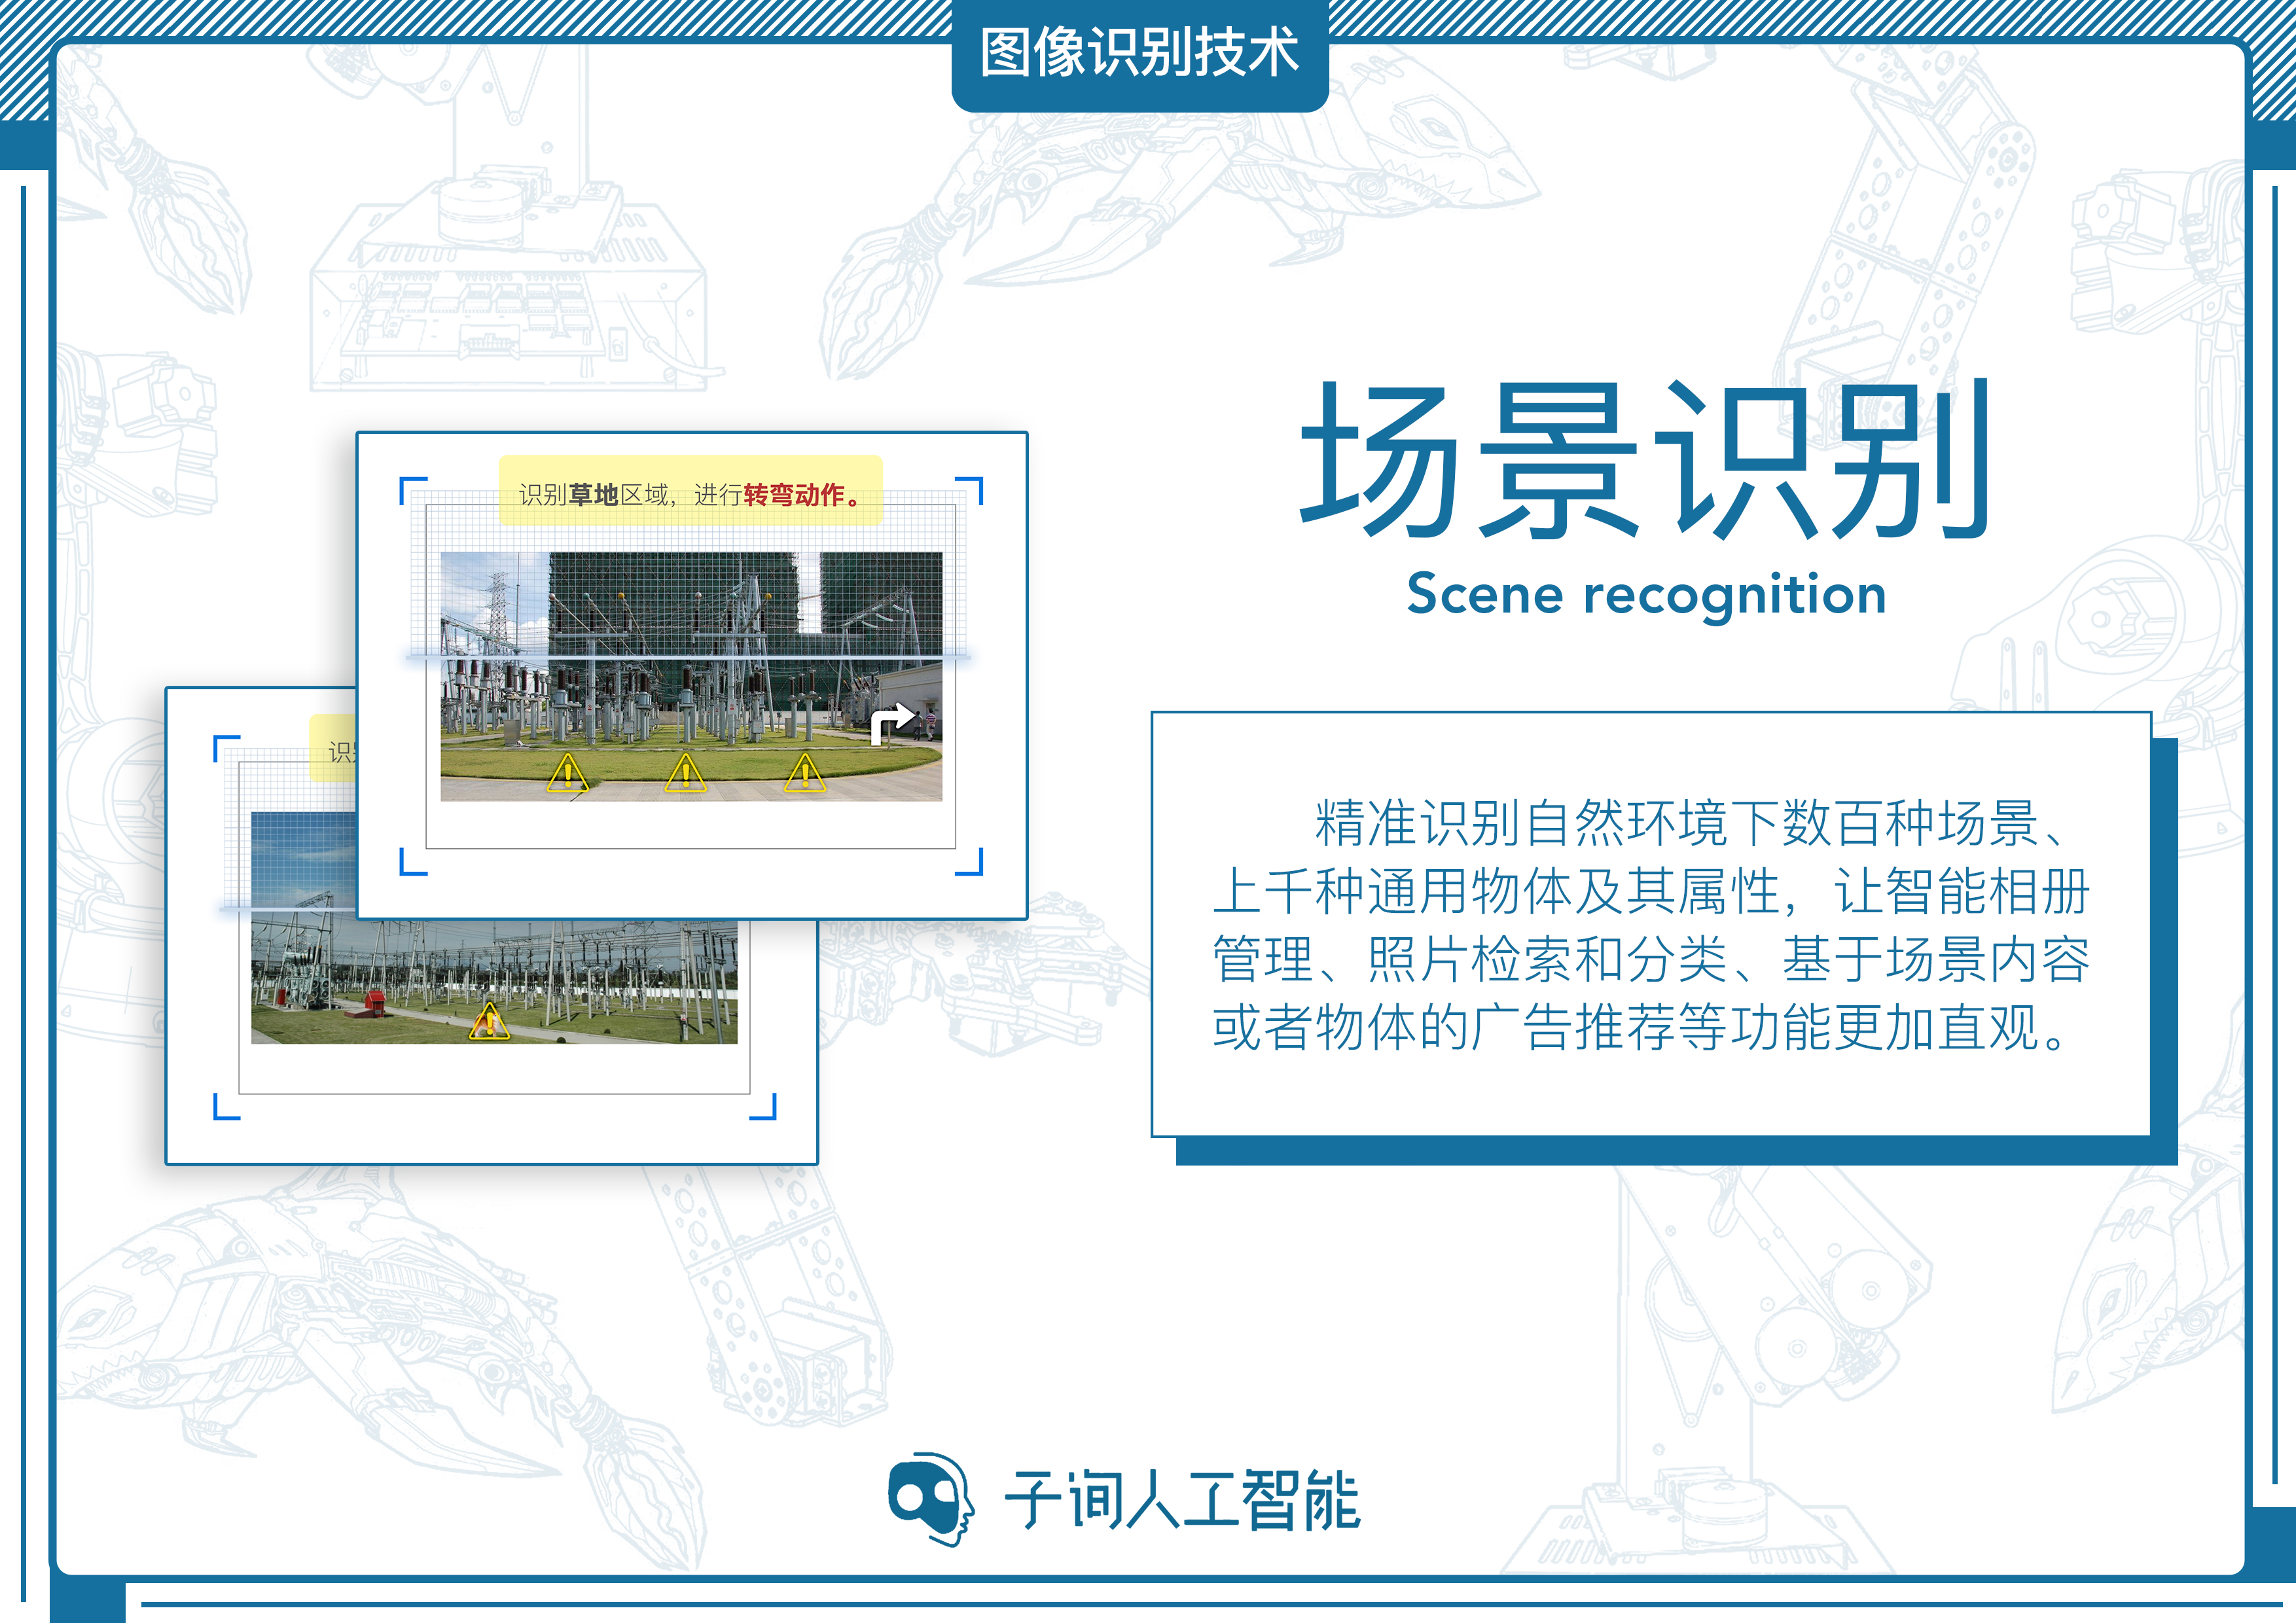 图像识别技术
场景识别
Scene recognition
识别草地区域，进行转弯动作。
识别
精准识别自然环境下数百种场景、
上千种通用物体及其属性，让智能相册
管理、照片检索和分类、基于场景内容
或者物体的广告推荐等功能更加直观。
子询人工智能